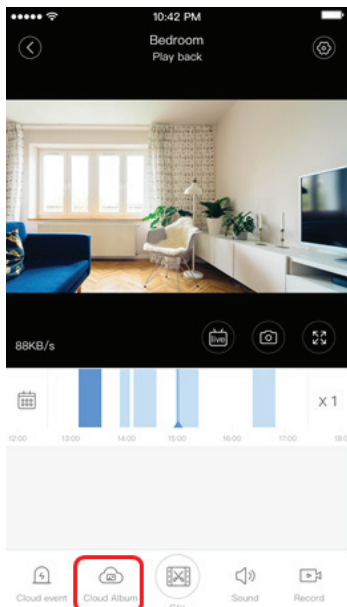 10:42 PM
Bedroom
Play back
88KB/s
live
X 1
12:00 13:00 14:00 15:00 16:00 17:00
Cloud event Cloud Album Sound Record